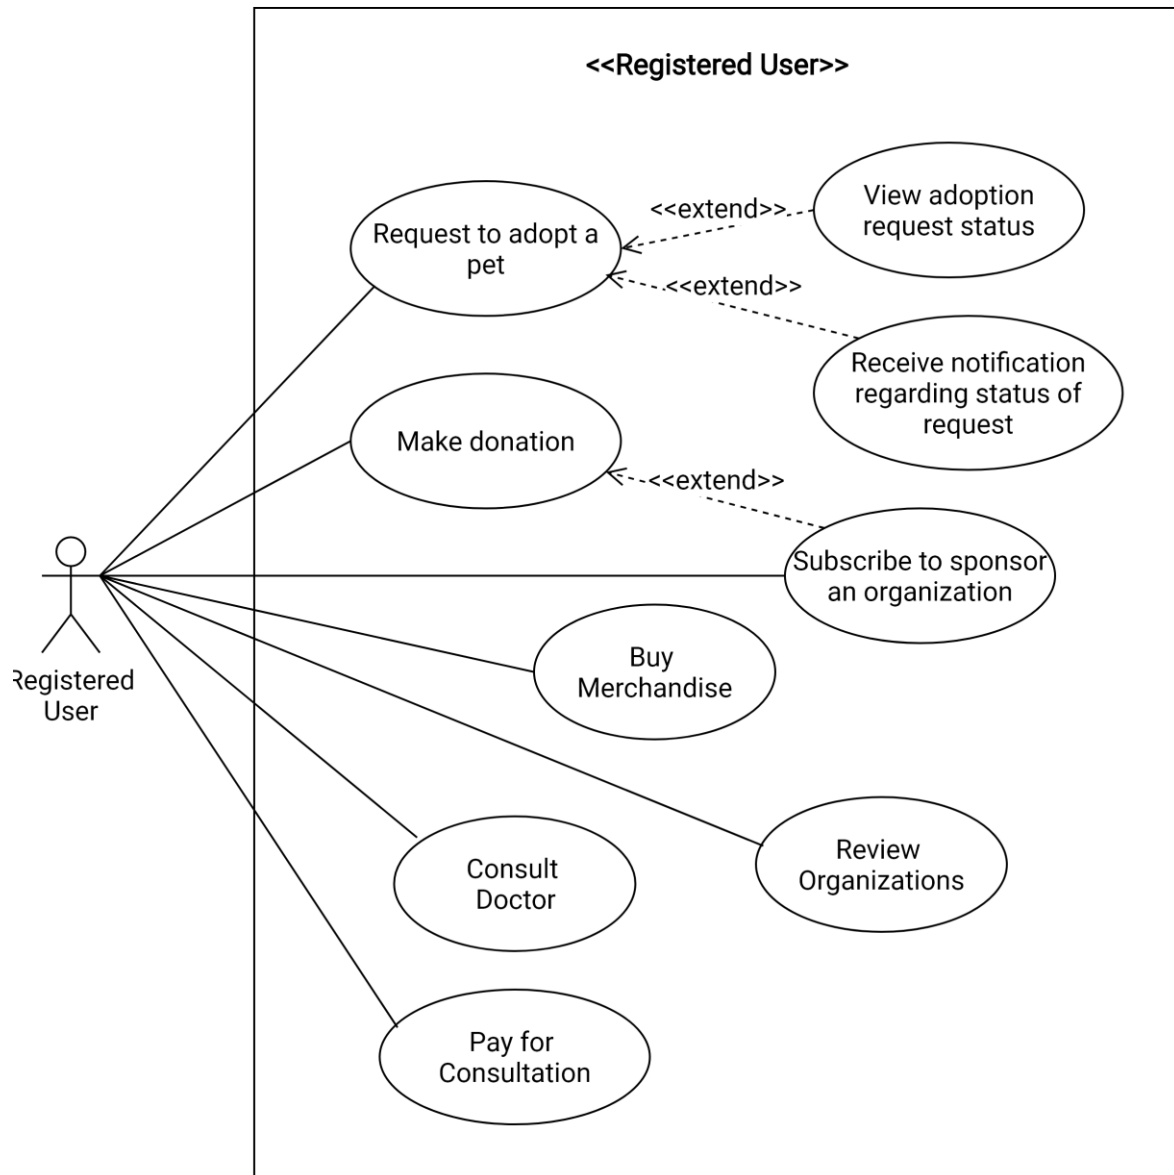 <<Registered User>>
View adoption
request status
<<extend>>
Request to adopt a
pet
<<extend>>
Receive notification
regarding status of
request
Make donation
<<extend>>
Subscribe to sponsor
an organization
Buy
Merchandise
Registered
User
Review
Organizations
Consult
Doctor
Pay for
Consultation